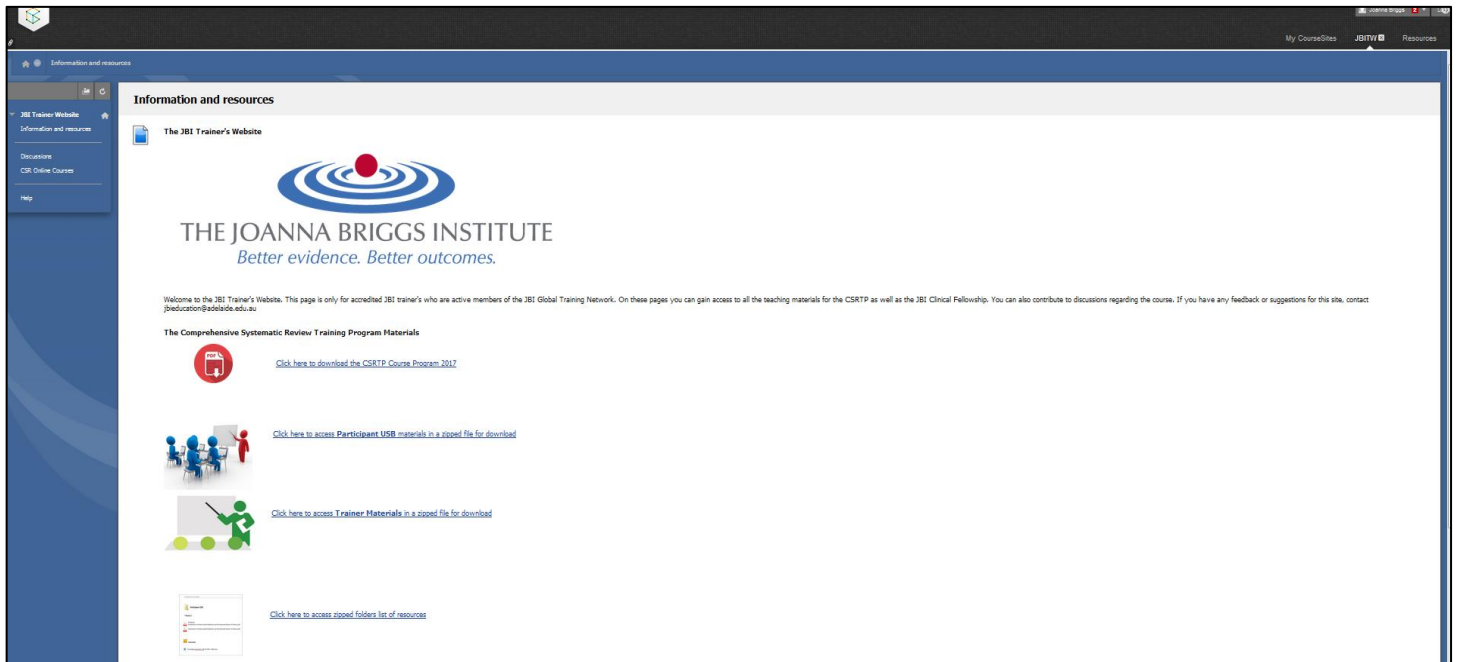 Joanna Briggs 2
My CourseSites JBITW Resources
Information and resources
JBI Trainer Website
Information and resources
Discussions
CSR Online Courses
Help
Information and resources
The JBI Trainer's Website
THE JOANNA BRIGGS INSTITUTE
Better evidence. Better outcomes.
Welcome to the JBI Trainer's Website. This page is only for accredited JBI trainer's who are active members of the JBI Global Training Network. On these pages you can gain access to all the teaching materials for the CSRTP as well as the JBI Clinical Fellowship. You can also contribute to discussions regarding the course. If you have any feedback or suggestions for this site, contact
jbieducation@adelaide.edu.au
The Comprehensive Systematic Review Training Program Materials
PDF
Click here to download the CSRTP Course Program 2017
Click here to access Participant USB materials in a zipped file for download
Click here to access Trainer Materials in a zipped file for download
Click here to access zipped folders list of resources